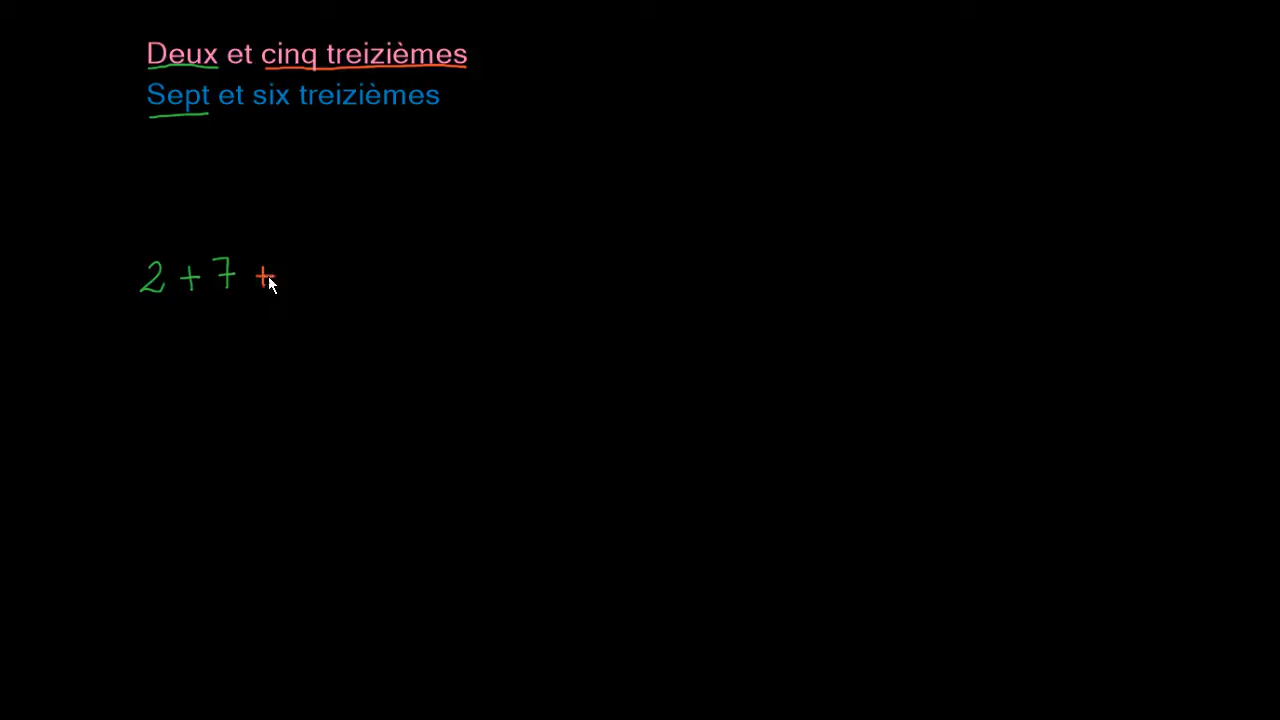 Deux et cinq treizièmes
Sept et six treizièmes
2 + 7 +